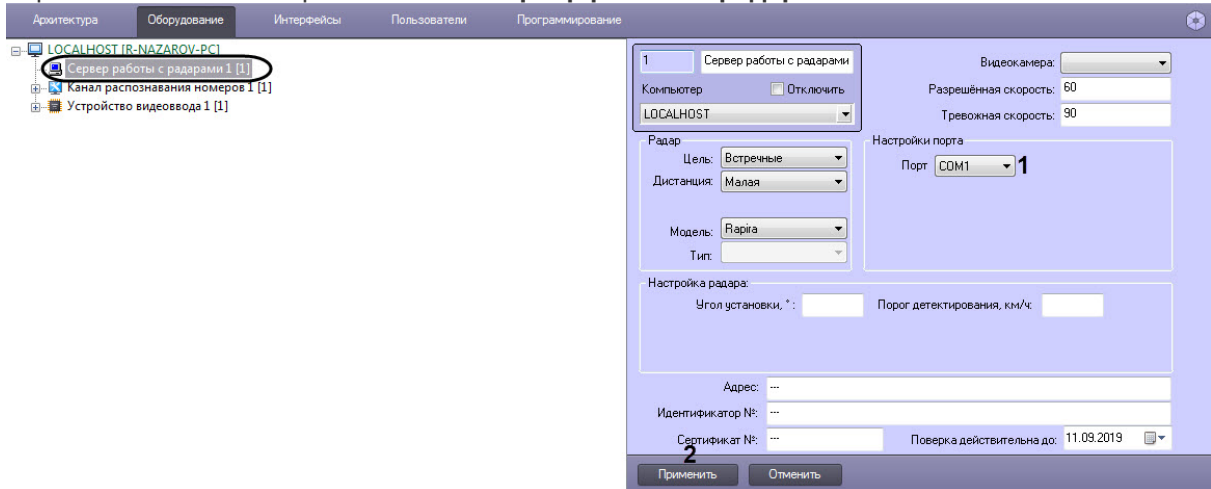 Архитектура Оборудование Интерфейсы Пользователи Программирование
LOCALHOST [R-NAZAROV-PC]
Сервер работы с радарами 1 [1]
Канал распознавания номеров 1 [1]
Устройство видеоввода 1 [1]
1 Сервер работы с радарами
Компьютер Отключить
LOCALHOST
Видеокамера:
Разрешённая скорость: 60
Тревожная скорость: 90
Радар
Цель: Встречные
Дистанция: Малая
Модель: Rapira
Тип:
Настройки порта
Порт COM1 1
Настройка радара:
Угол установки, ° : Порог детектирования, км/ч:
Адрес: ---
Идентификатор №: ---
Сертификат №: --- Поверка действительна до: 11.09.2019
2
Применить Отменить